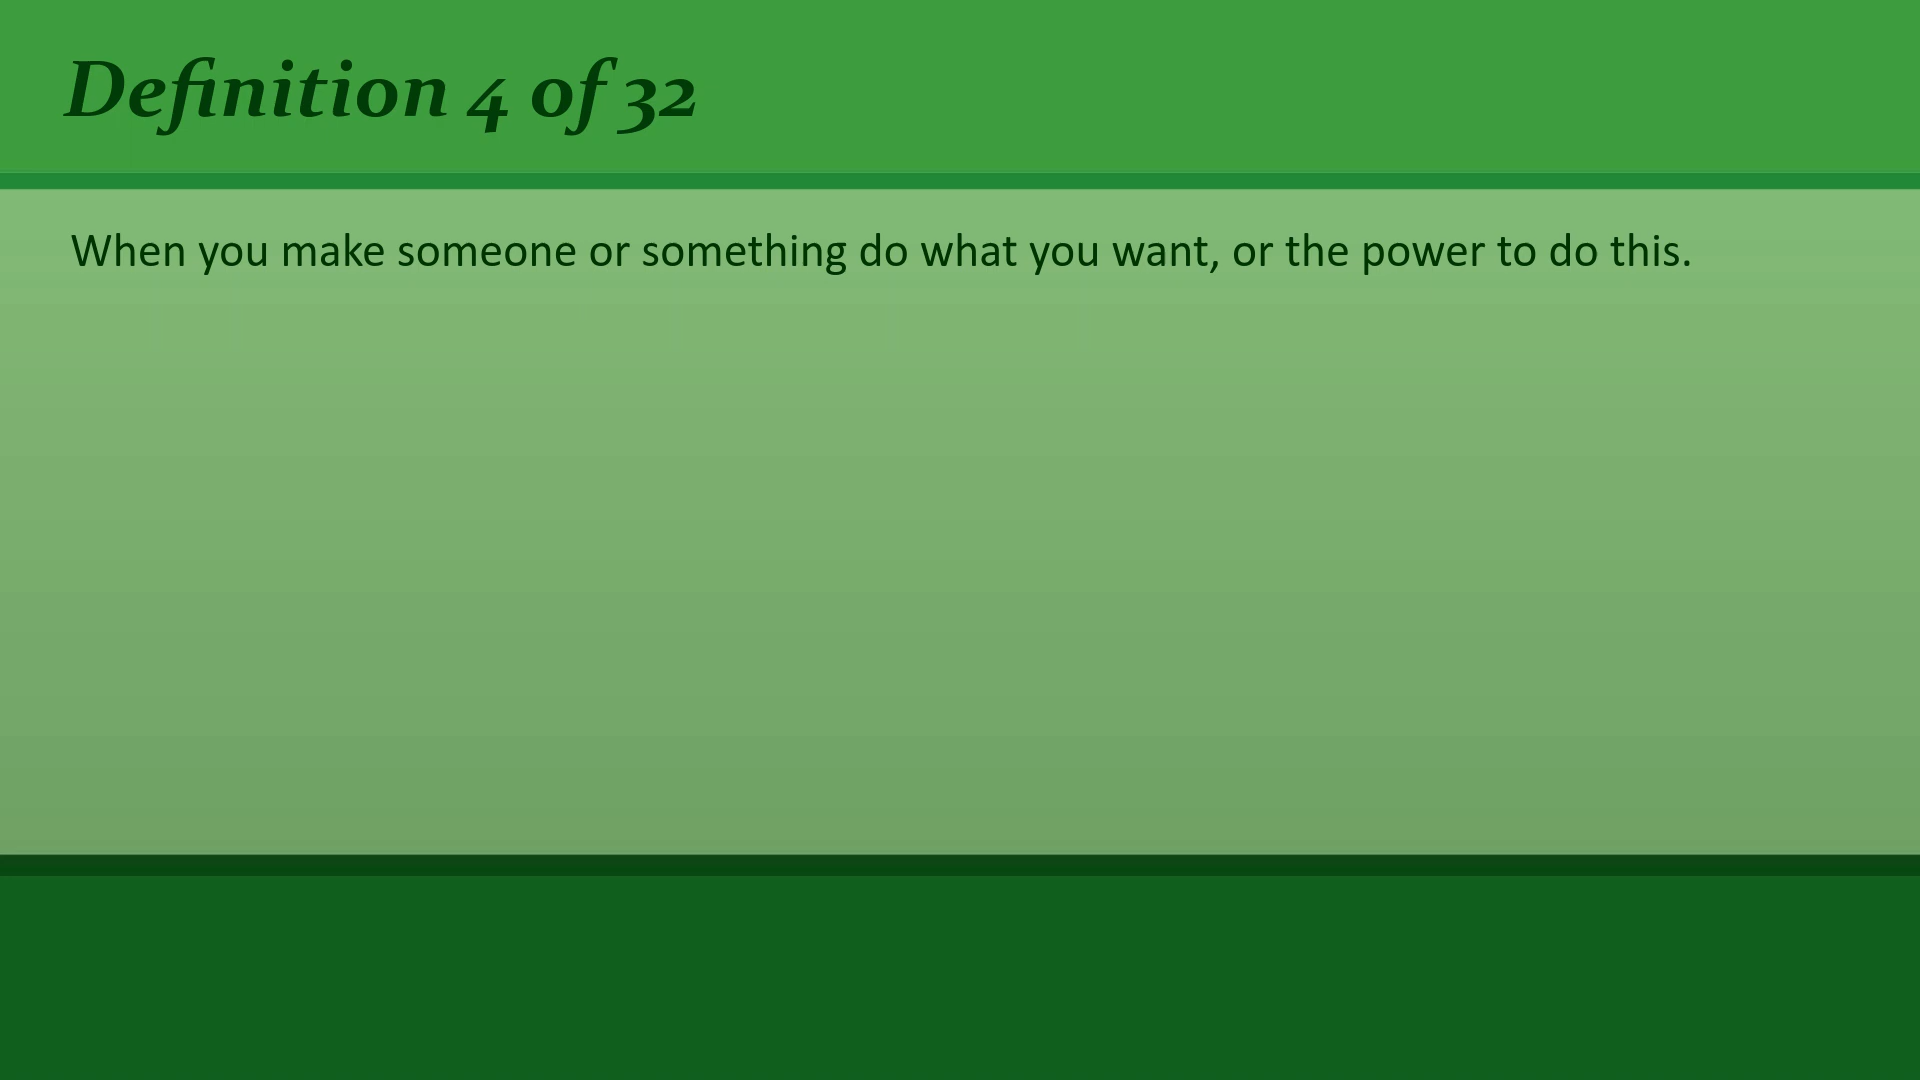 Definition 4 of 32
When you make someone or something do what you want, or the power to do this.